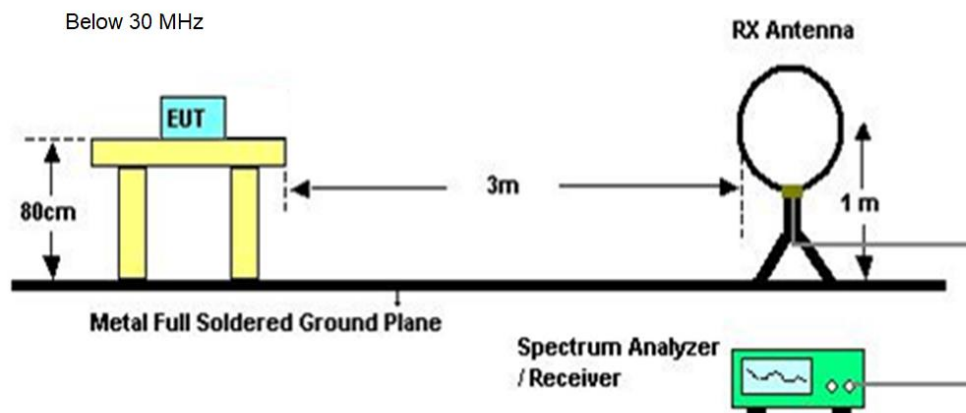 Below 30 MHz
RX Antenna
EUT
80cm
3m
1 m
Metal Full Soldered Ground Plane
Spectrum Analyzer
/ Receiver